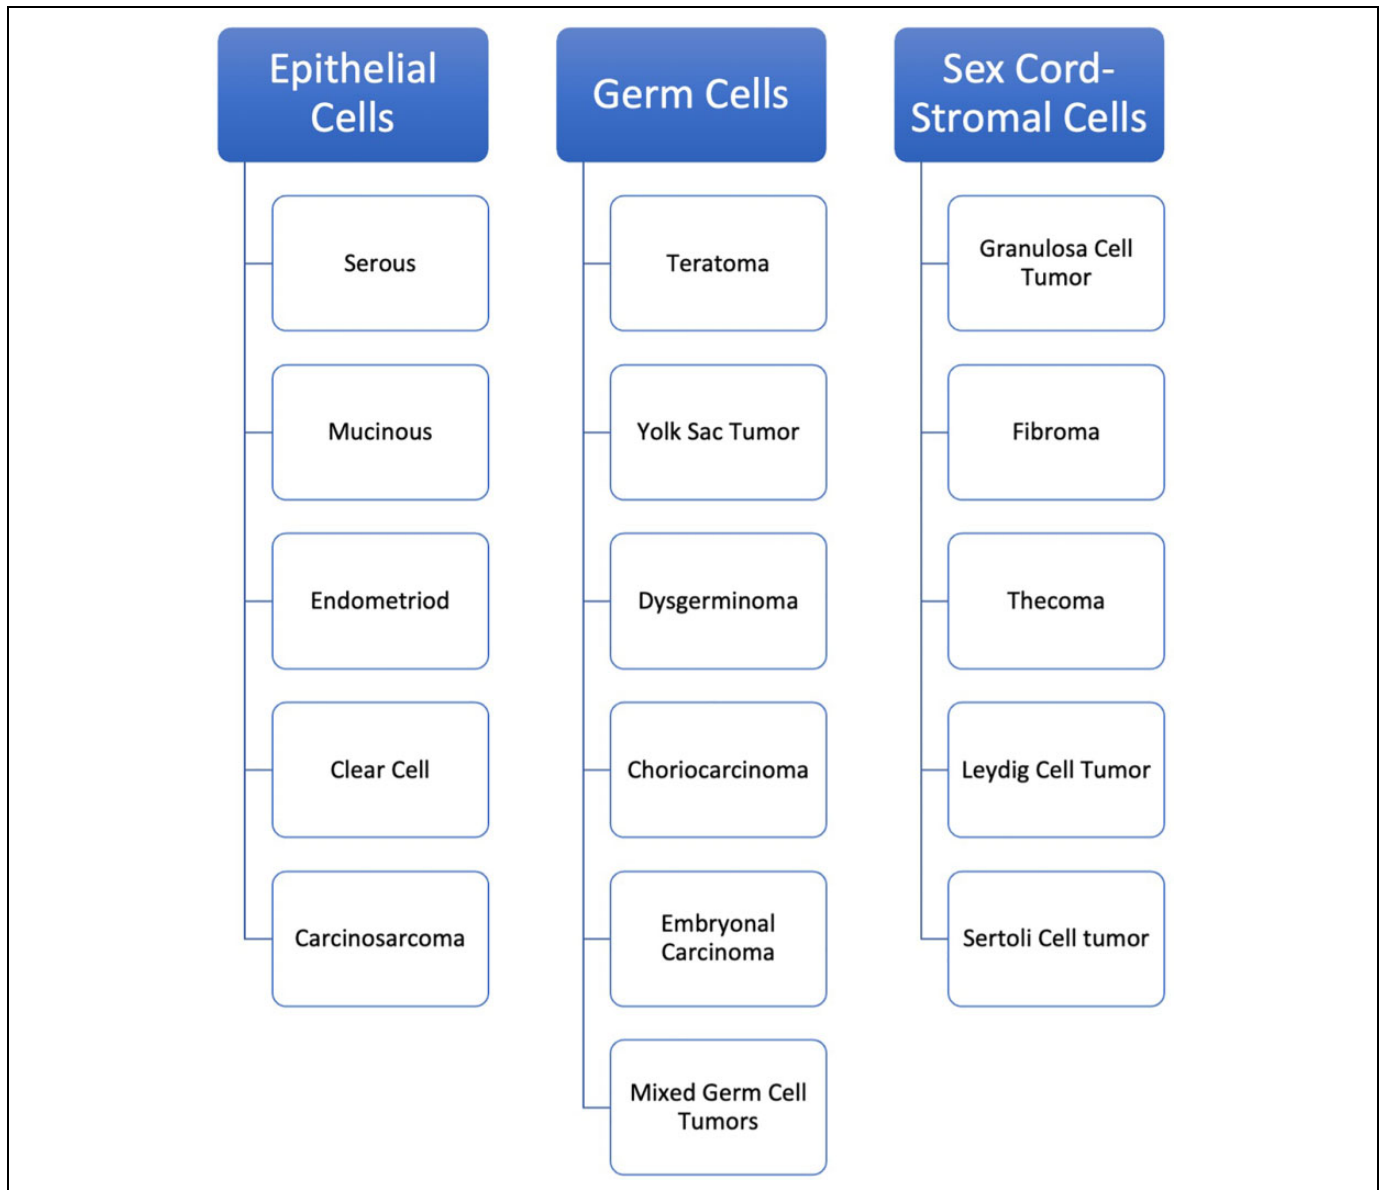 Epithelial
Cells
Serous
Mucinous
Endometriod
Clear Cell
Carcinosarcoma
Germ Cells
Teratoma
Yolk Sac Tumor
Dysgerminoma
Choriocarcinoma
Embryonal
Carcinoma
Mixed Germ Cell
Tumors
Sex Cord-
Stromal Cells
Granulosa Cell
Tumor
Fibroma
Thecoma
Leydig Cell Tumor
Sertoli Cell tumor